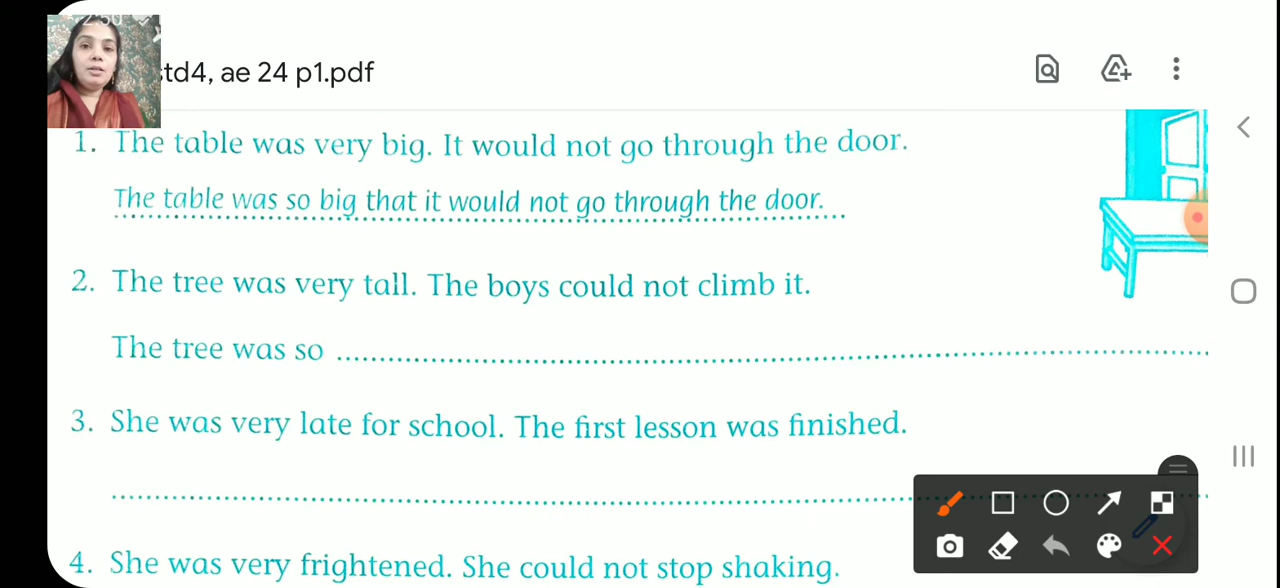 td4, ae 24 p1.pdf
1. The table was very big. It would not go through the door.
The table was so big that it would not go through the door.
2. The tree was very tall. The boys could not climb it.
The tree was so
3. She was very late for school. The first lesson was finished.
4. She was very frightened. She could not stop shaking.